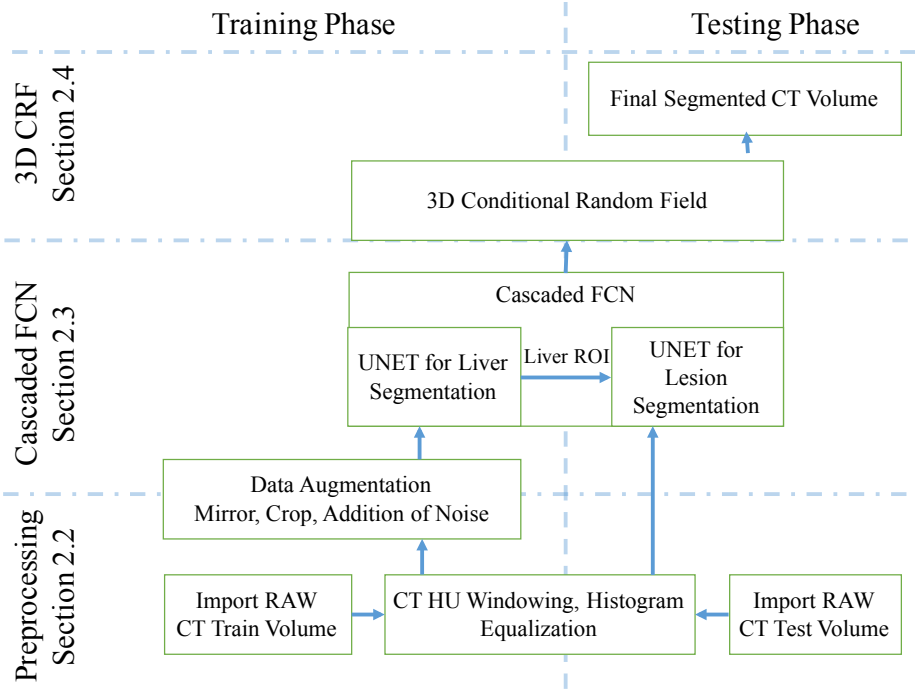 Training Phase
Testing Phase
3D CRF
Section 2.4
Final Segmented CT Volume
3D Conditional Random Field
Cascaded FCN
Section 2.3
Cascaded FCN
UNET for Liver
Segmentation
Liver ROI
UNET for
Lesion
Segmentation
Preprocessing
Section 2.2
Data Augmentation
Mirror, Crop, Addition of Noise
Import RAW
CT Train Volume
CT HU Windowing, Histogram
Equalization
Import RAW
CT Test Volume